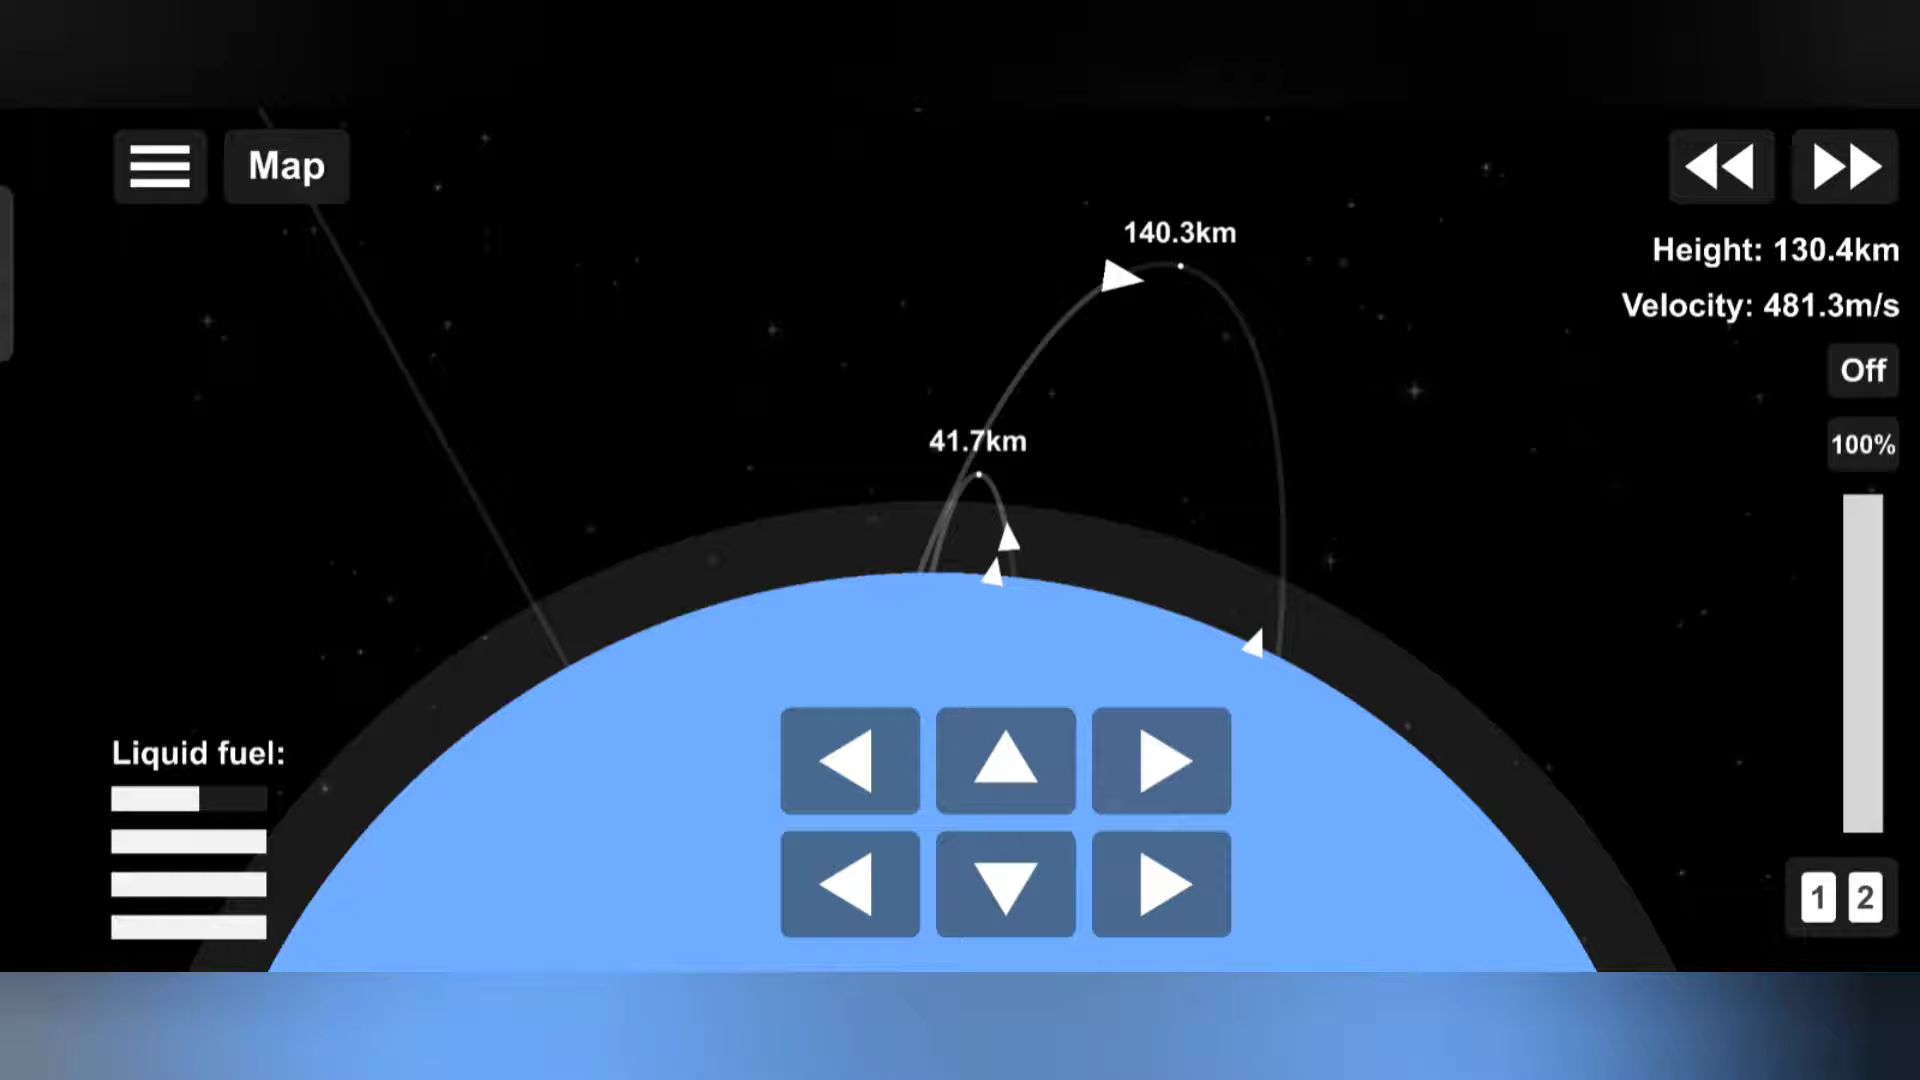 Map
140.3km
Height: 130.4km
Velocity: 481.3m/s
Off
41.7km
100%
Liquid fuel:
1 2